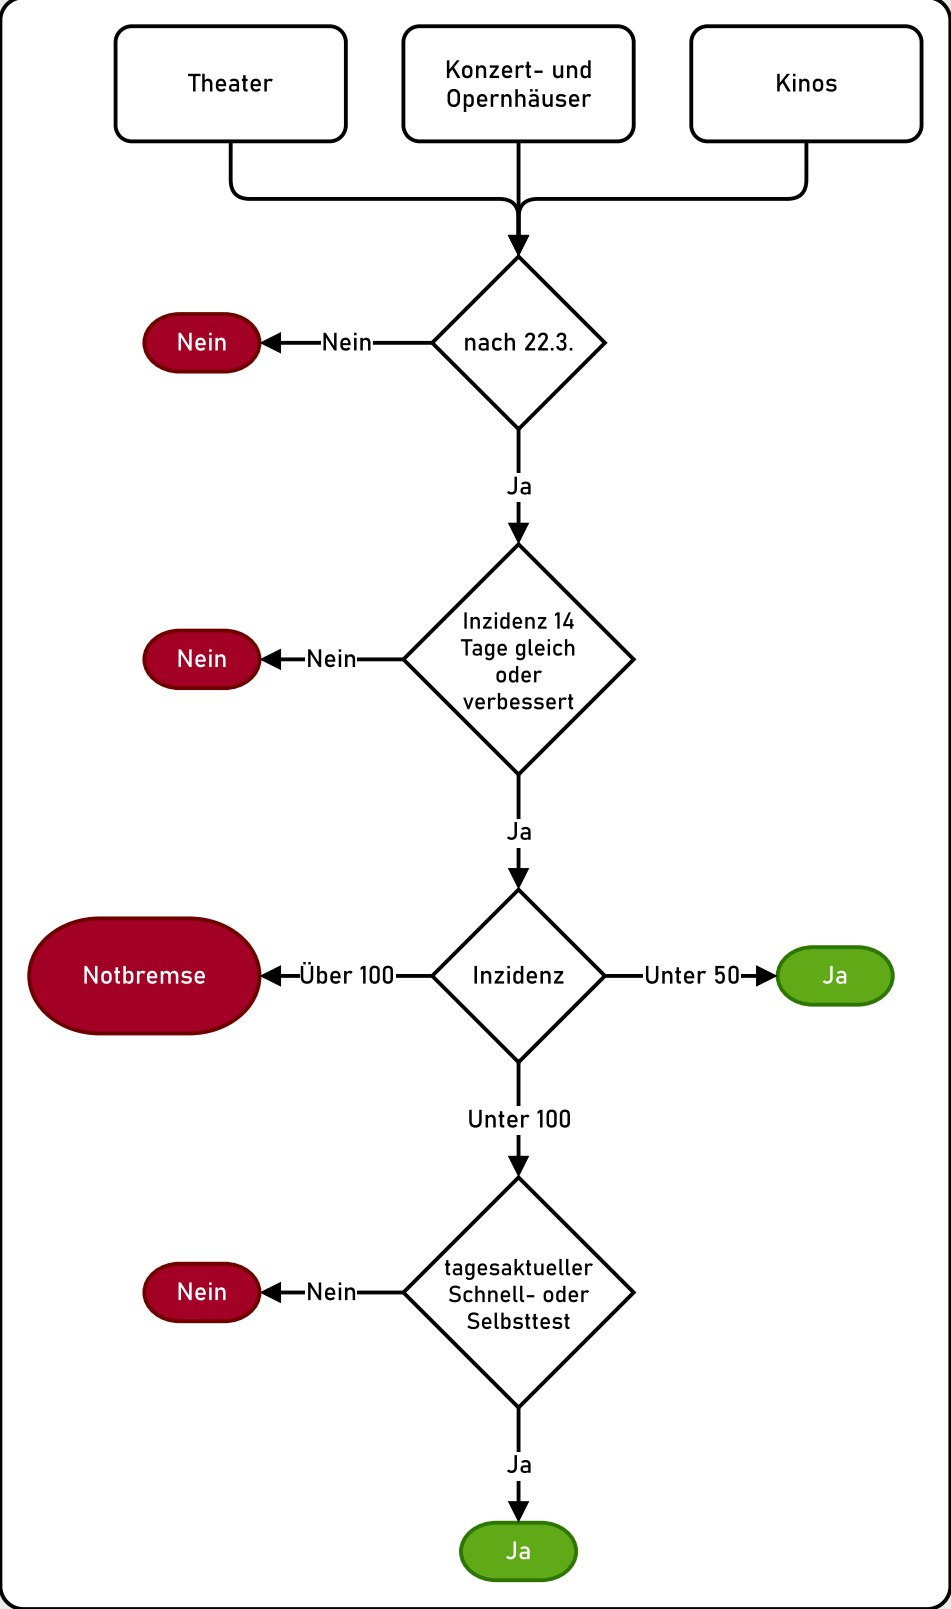 Theater
Konzert- und
Opernhäuser
Kinos
nach 22.3.
Nein
Nein
Ja
Inzidenz 14
Tage gleich
oder
verbessert
Nein
Nein
Ja
Inzidenz
Über 100
Notbremse
Unter 50
Ja
Unter 100
tagesaktueller
Schnell- oder
Selbsttest
Nein
Nein
Ja
Ja